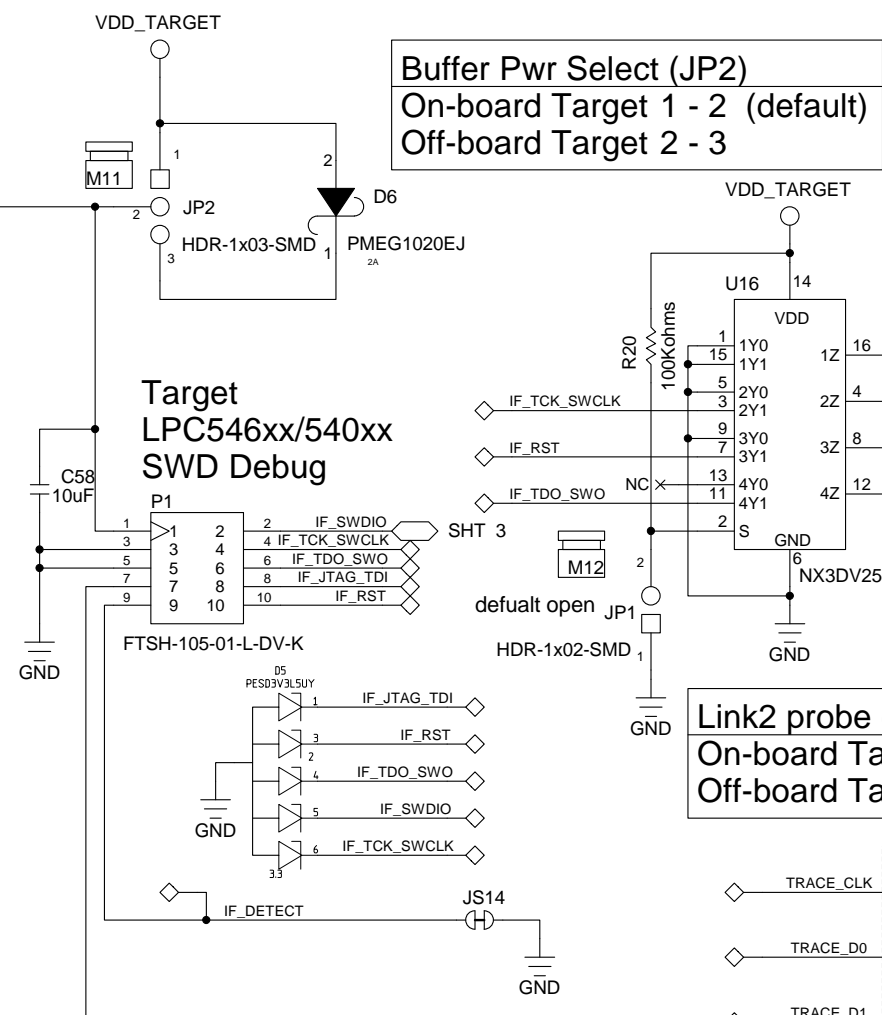 VDD_TARGET
Buffer Pwr Select (JP2)
On-board Target 1 - 2 (default)
Off-board Target 2 - 3
M11
1
2
3
JP2
HDR-1x03-SMD
2
D6
1
PMEG1020EJ
2A
VDD_TARGET
U16
14
VDD
R20
100Kohms
1 1Y0
15 1Y1
5 2Y0
3 2Y1
9 3Y0
7 3Y1
13 4Y0
11 4Y1
2 S
1Z 16
2Z 4
3Z 8
4Z 12
GND
6
NX3DV25
GND
IF_TCK_SWCLK
IF_RST
NC
IF_TDO_SWO
Target
LPC546xx/540xx
SWD Debug
C58
10uF
P1
1 1 2 2 IF_SWDIO
SHT 3
3 3 4 4 IF_TCK_SWCLK
5 5 6 6 IF_TDO_SWO
7 7 8 8 IF_JTAG_TDI
9 9 10 10 IF_RST
FTSH-105-01-L-DV-K
GND
M12
2
defualt open
JP1
HDR-1x02-SMD
1
GND
D5
PESD3V3L5UY
1 IF_JTAG_TDI
3 IF_RST
2
4 IF_TDO_SWO
5 IF_SWDIO
6 IF_TCK_SWCLK
3.3
GND
Link2 probe
On-board Ta
Off-board Ta
IF_DETECT
JS14
GND
TRACE_CLK
TRACE_D0
TRACE_D1